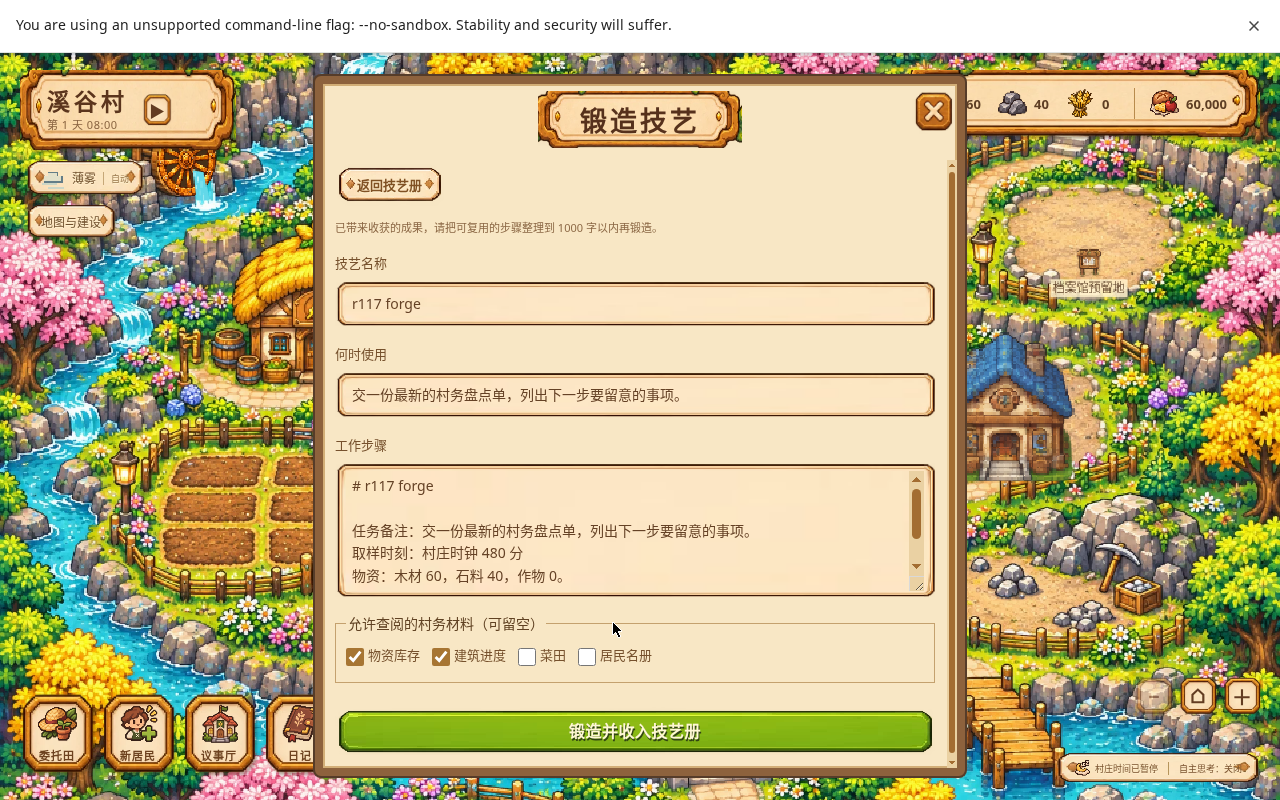 You are using an unsupported command-line flag: --no-sandbox. Stability and security will suffer.
溪谷村
第 1 天 08:00
薄雾
自动
地图与建设
锻造技艺
60
40
0
60,000
返回技艺册
已带来收获的成果，请把可复用的步骤整理到 1000 字以内再锻造。
技艺名称
r117 forge
何时使用
交一份最新的村务盘点单，列出下一步要留意的事项。
工作步骤
# r117 forge
任务备注：交一份最新的村务盘点单，列出下一步要留意的事项。
取样时刻：村庄时钟 480 分
物资：木材 60，石料 40，作物 0。
允许查阅的村务材料（可留空）
物资库存
建筑进度
菜田
居民名册
锻造并收入技艺册
档案馆预留地
委托田
新居民
议事厅
日记
村庄时间已暂停
自主思考：关闭